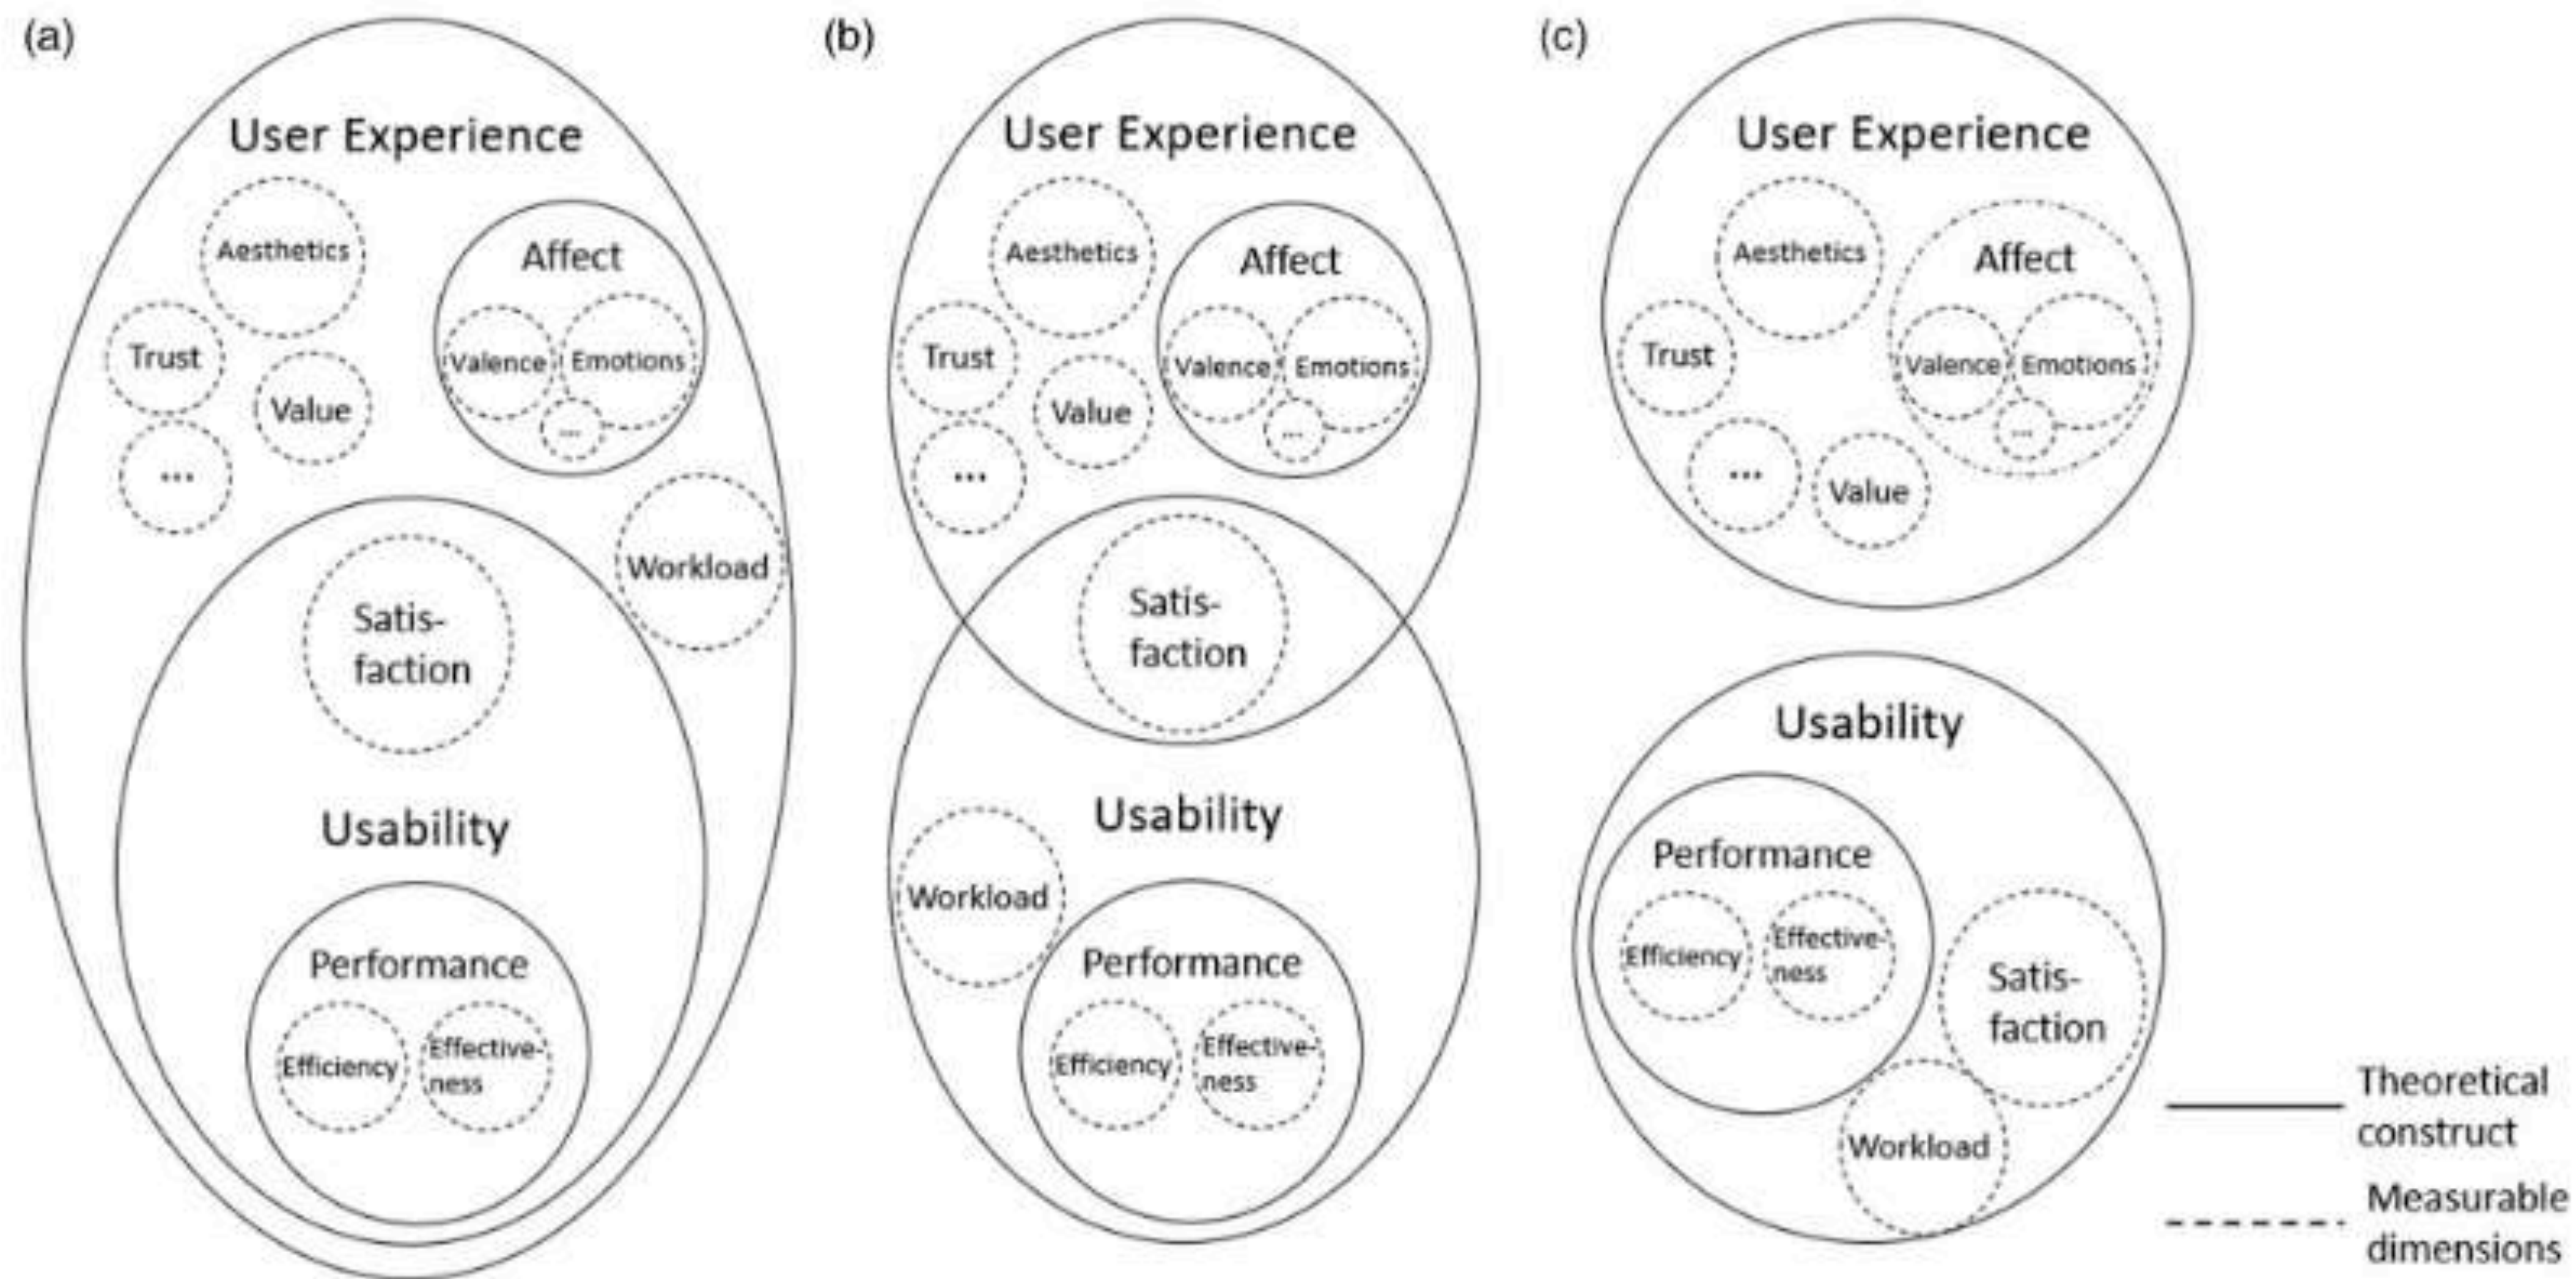 (a)
User Experience
Aesthetics
Affect
Trust
Valence
Emotions
Value
...
...
Workload
Satis-
faction
Usability
Performance
Efficiency
Effective-
ness
(b)
User Experience
Aesthetics
Affect
Trust
Valence
Emotions
Value
...
...
Satis-
faction
Usability
Workload
Performance
Efficiency
Effective-
ness
(c)
User Experience
Aesthetics
Affect
Trust
Valence
Emotions
...
...
Value
Usability
Performance
Efficiency
Effective-
ness
Satis-
faction
Workload
Theoretical
construct
Measurable
dimensions